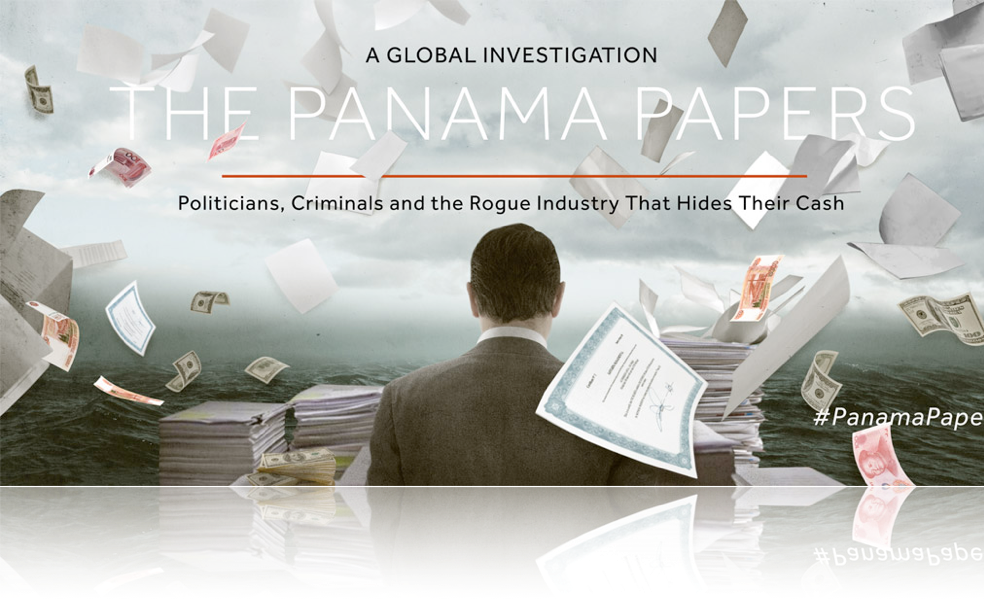 A GLOBAL INVESTIGATION
THE PANAMA PAPERS
Politicians, Criminals and the Rogue Industry That Hides Their Cash
#PanamaPape